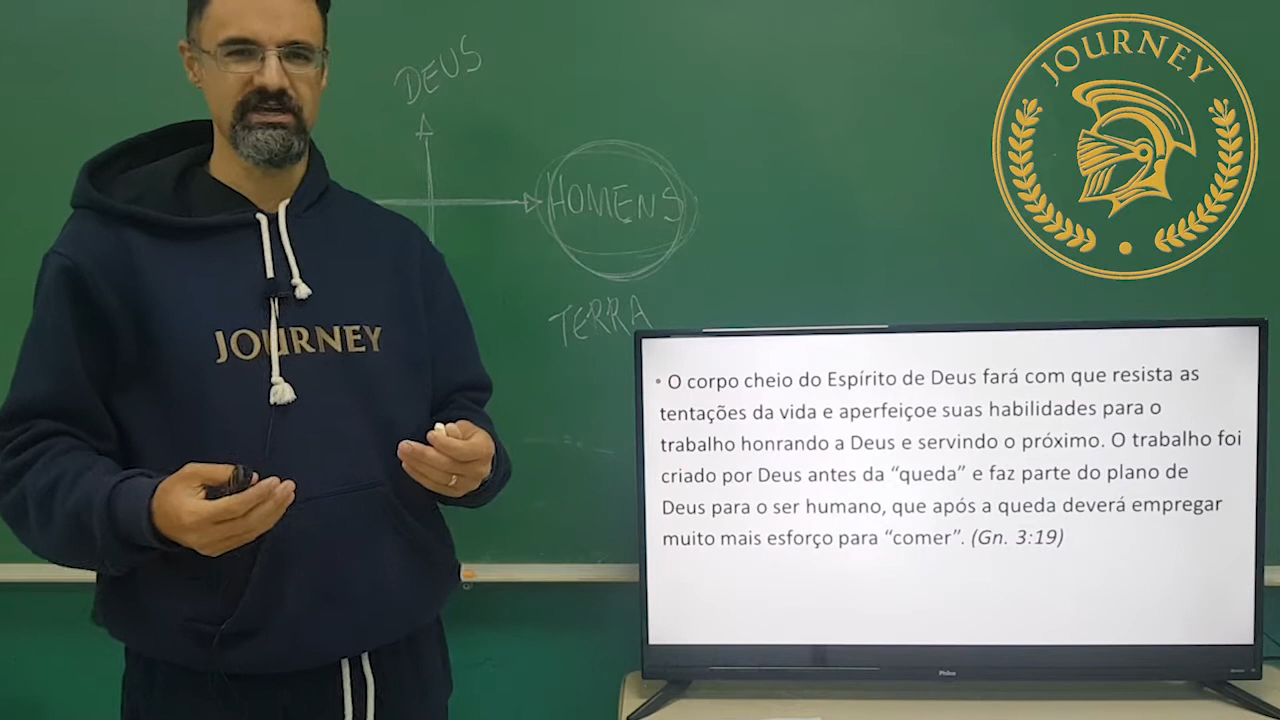 JOURNEY
DEUS
HOMENS
TERRA
JOURNEY
• O corpo cheio do Espírito de Deus fará com que resista as
tentações da vida e aperfeiçoe suas habilidades para o
trabalho honrando a Deus e servindo o próximo. O trabalho foi
criado por Deus antes da “queda” e faz parte do plano de
Deus para o ser humano, que após a queda deverá empregar
muito mais esforço para “comer”. (Gn. 3:19)
Philco